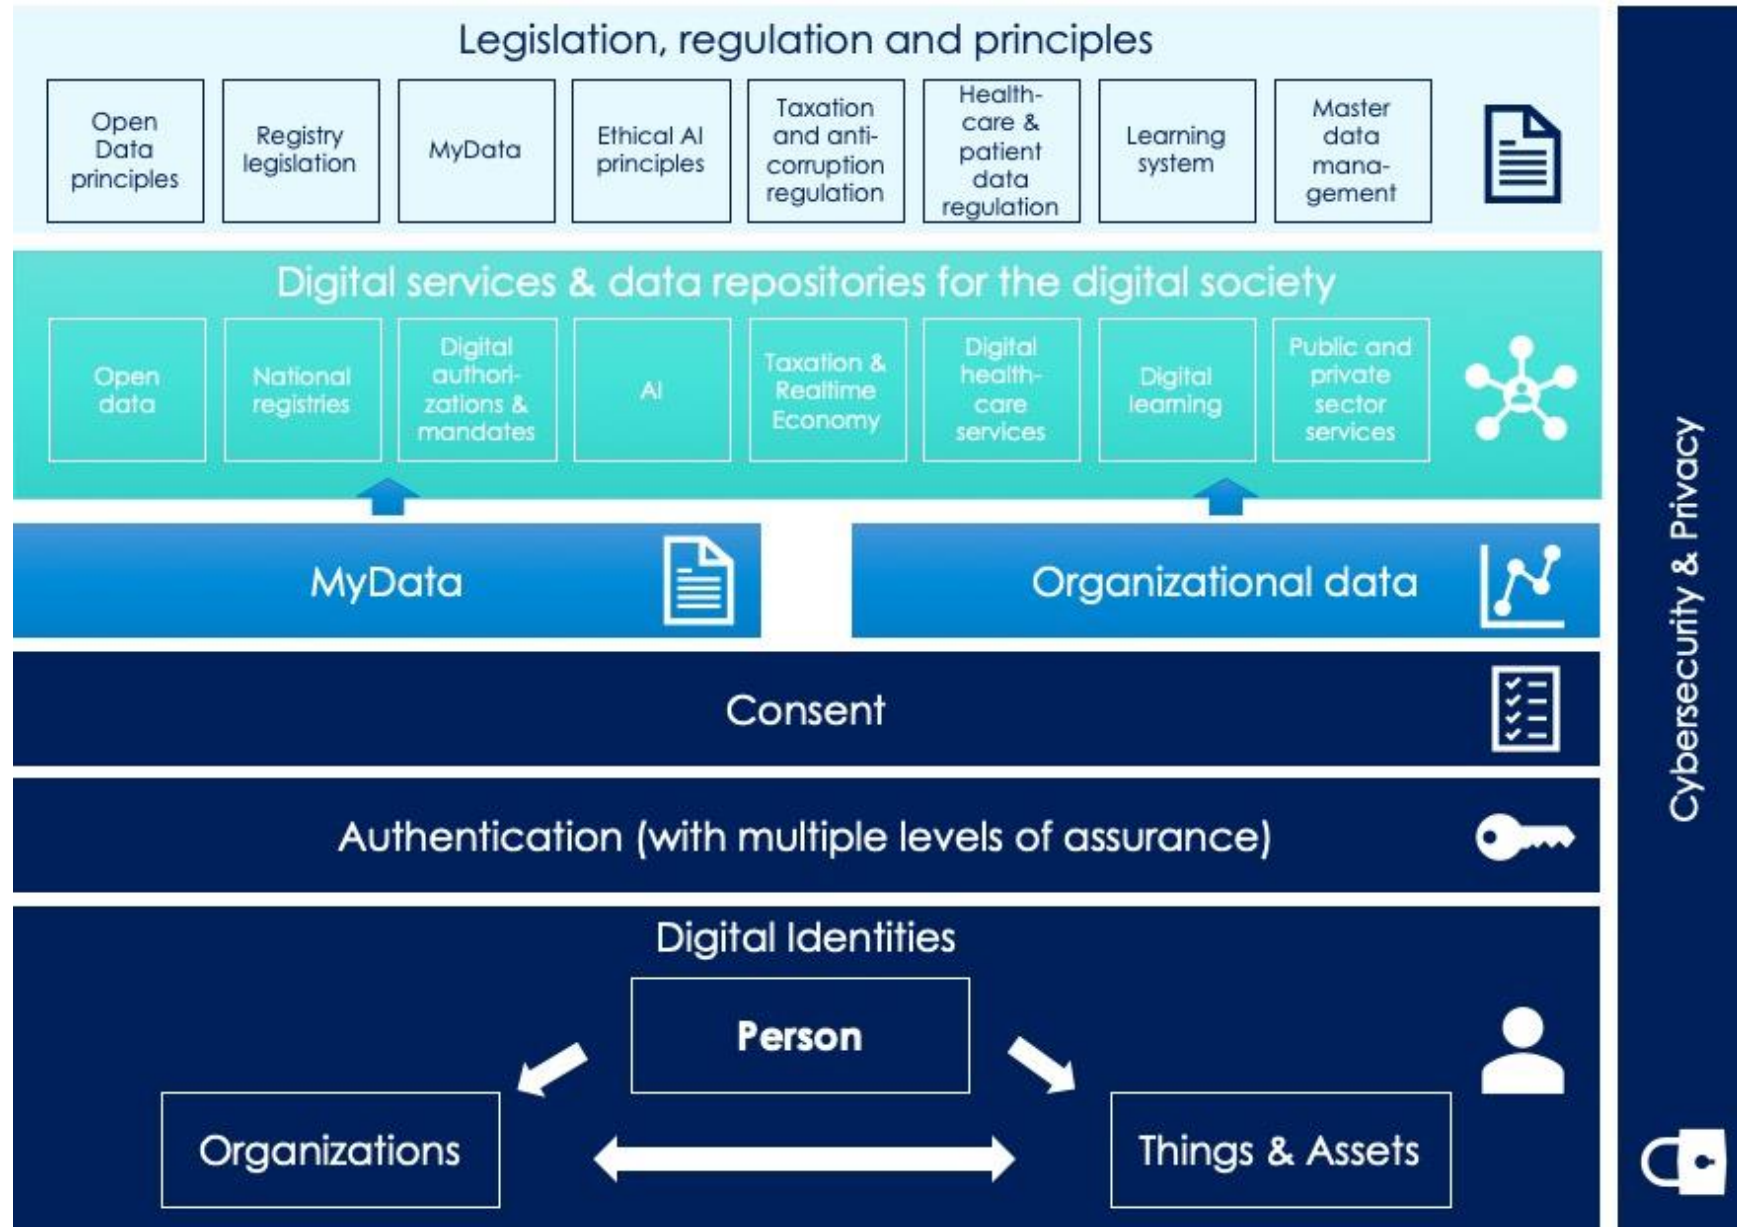 Legislation, regulation and principles
Open
Data
principles
Registry
legislation
MyData
Ethical AI
principles
Taxation
and anti-
corruption
regulation
Health-
care &
patient
data
regulation
Learning
system
Master
data
mana-
gement
Digital services & data repositories for the digital society
Open
data
National
registries
Digital
authori-
zations &
mandates
AI
Taxation &
Realtime
Economy
Digital
health-
care
services
Digital
learning
Public and
private
sector
services
MyData
Organizational data
Consent
Authentication (with multiple levels of assurance)
Digital Identities
Person
Organizations
Things & Assets
Cybersecurity & Privacy